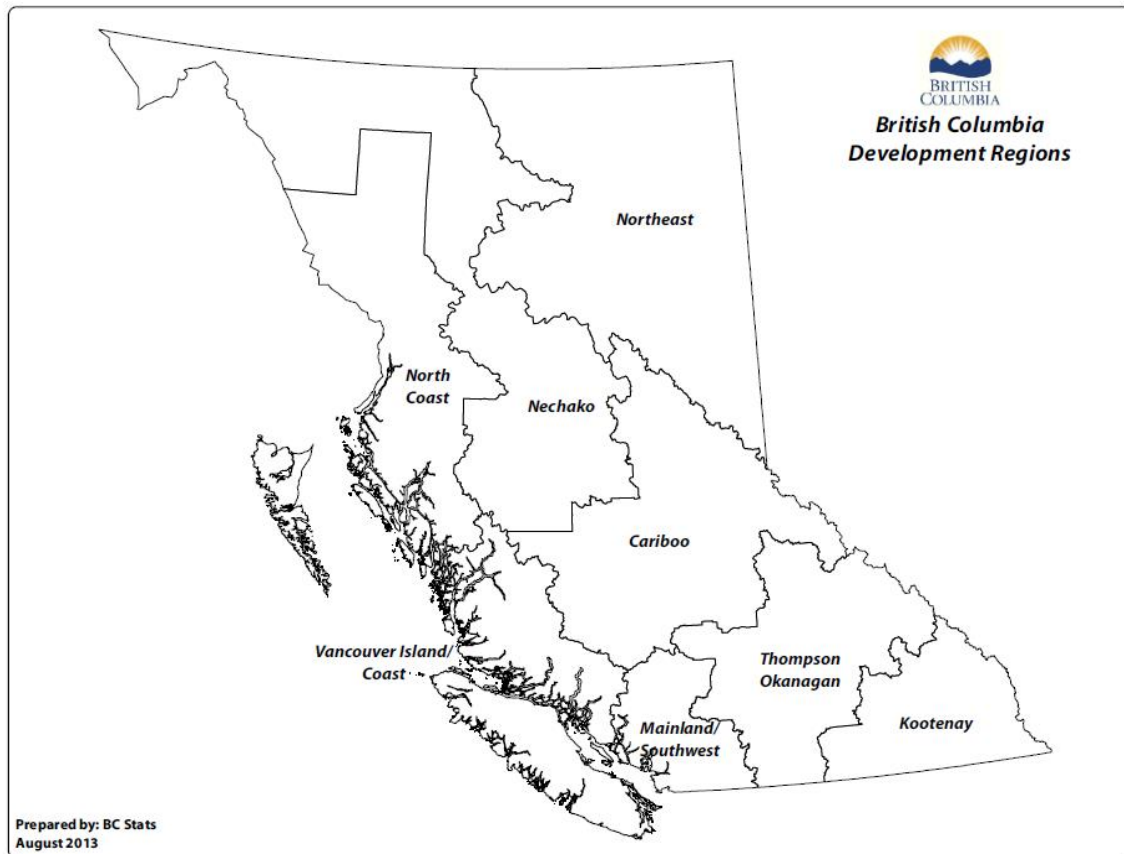 BRITISH
COLUMBIA
British Columbia
Development Regions
Northeast
North
Coast
Nechako
Cariboo
Vancouver Island/
Coast
Thompson
Okanagan
Mainland/
Southwest
Kootenay
Prepared by: BC Stats
August 2013